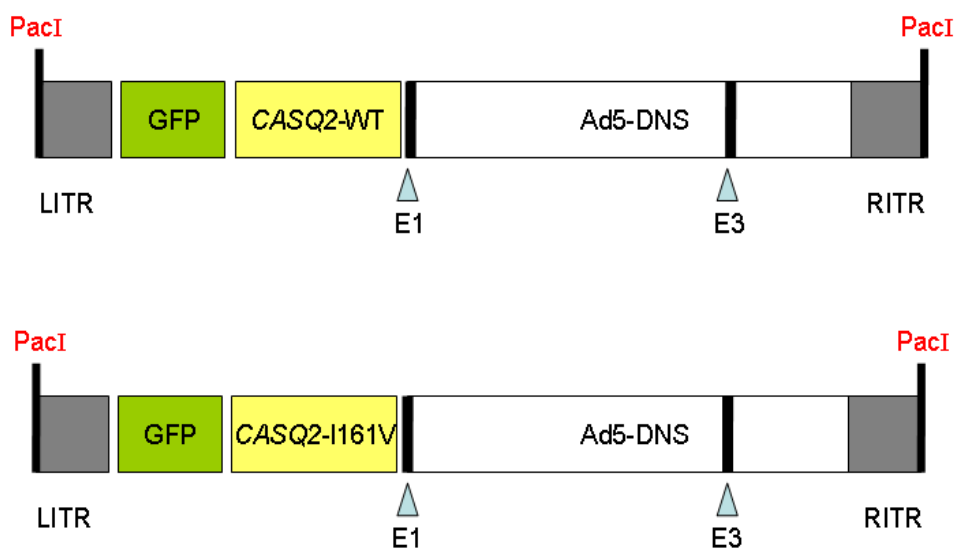 PacI PacI
GFP CASQ2-WT Ad5-DNS
LITR RITR
E1 E3
PacI PacI
GFP CASQ2-I161V Ad5-DNS
LITR RITR
E1 E3